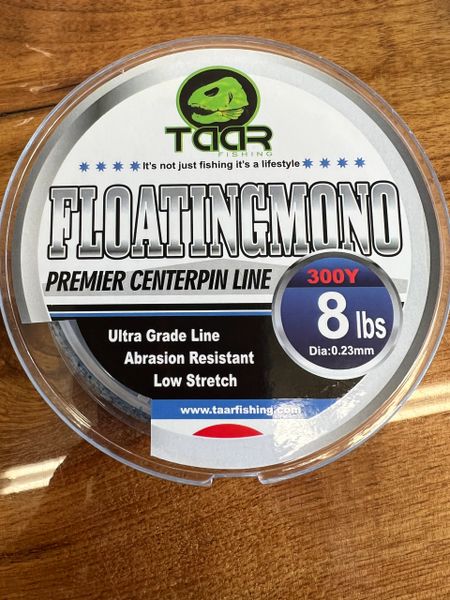 TAAR
FISHING
It's not just fishing it's a lifestyle
FLOATINGMONO
PREMIER CENTERPIN LINE
300Y
8 lbs
Dia:0.23mm
Ultra Grade Line
Abrasion Resistant
Low Stretch
www.taarfishing.com